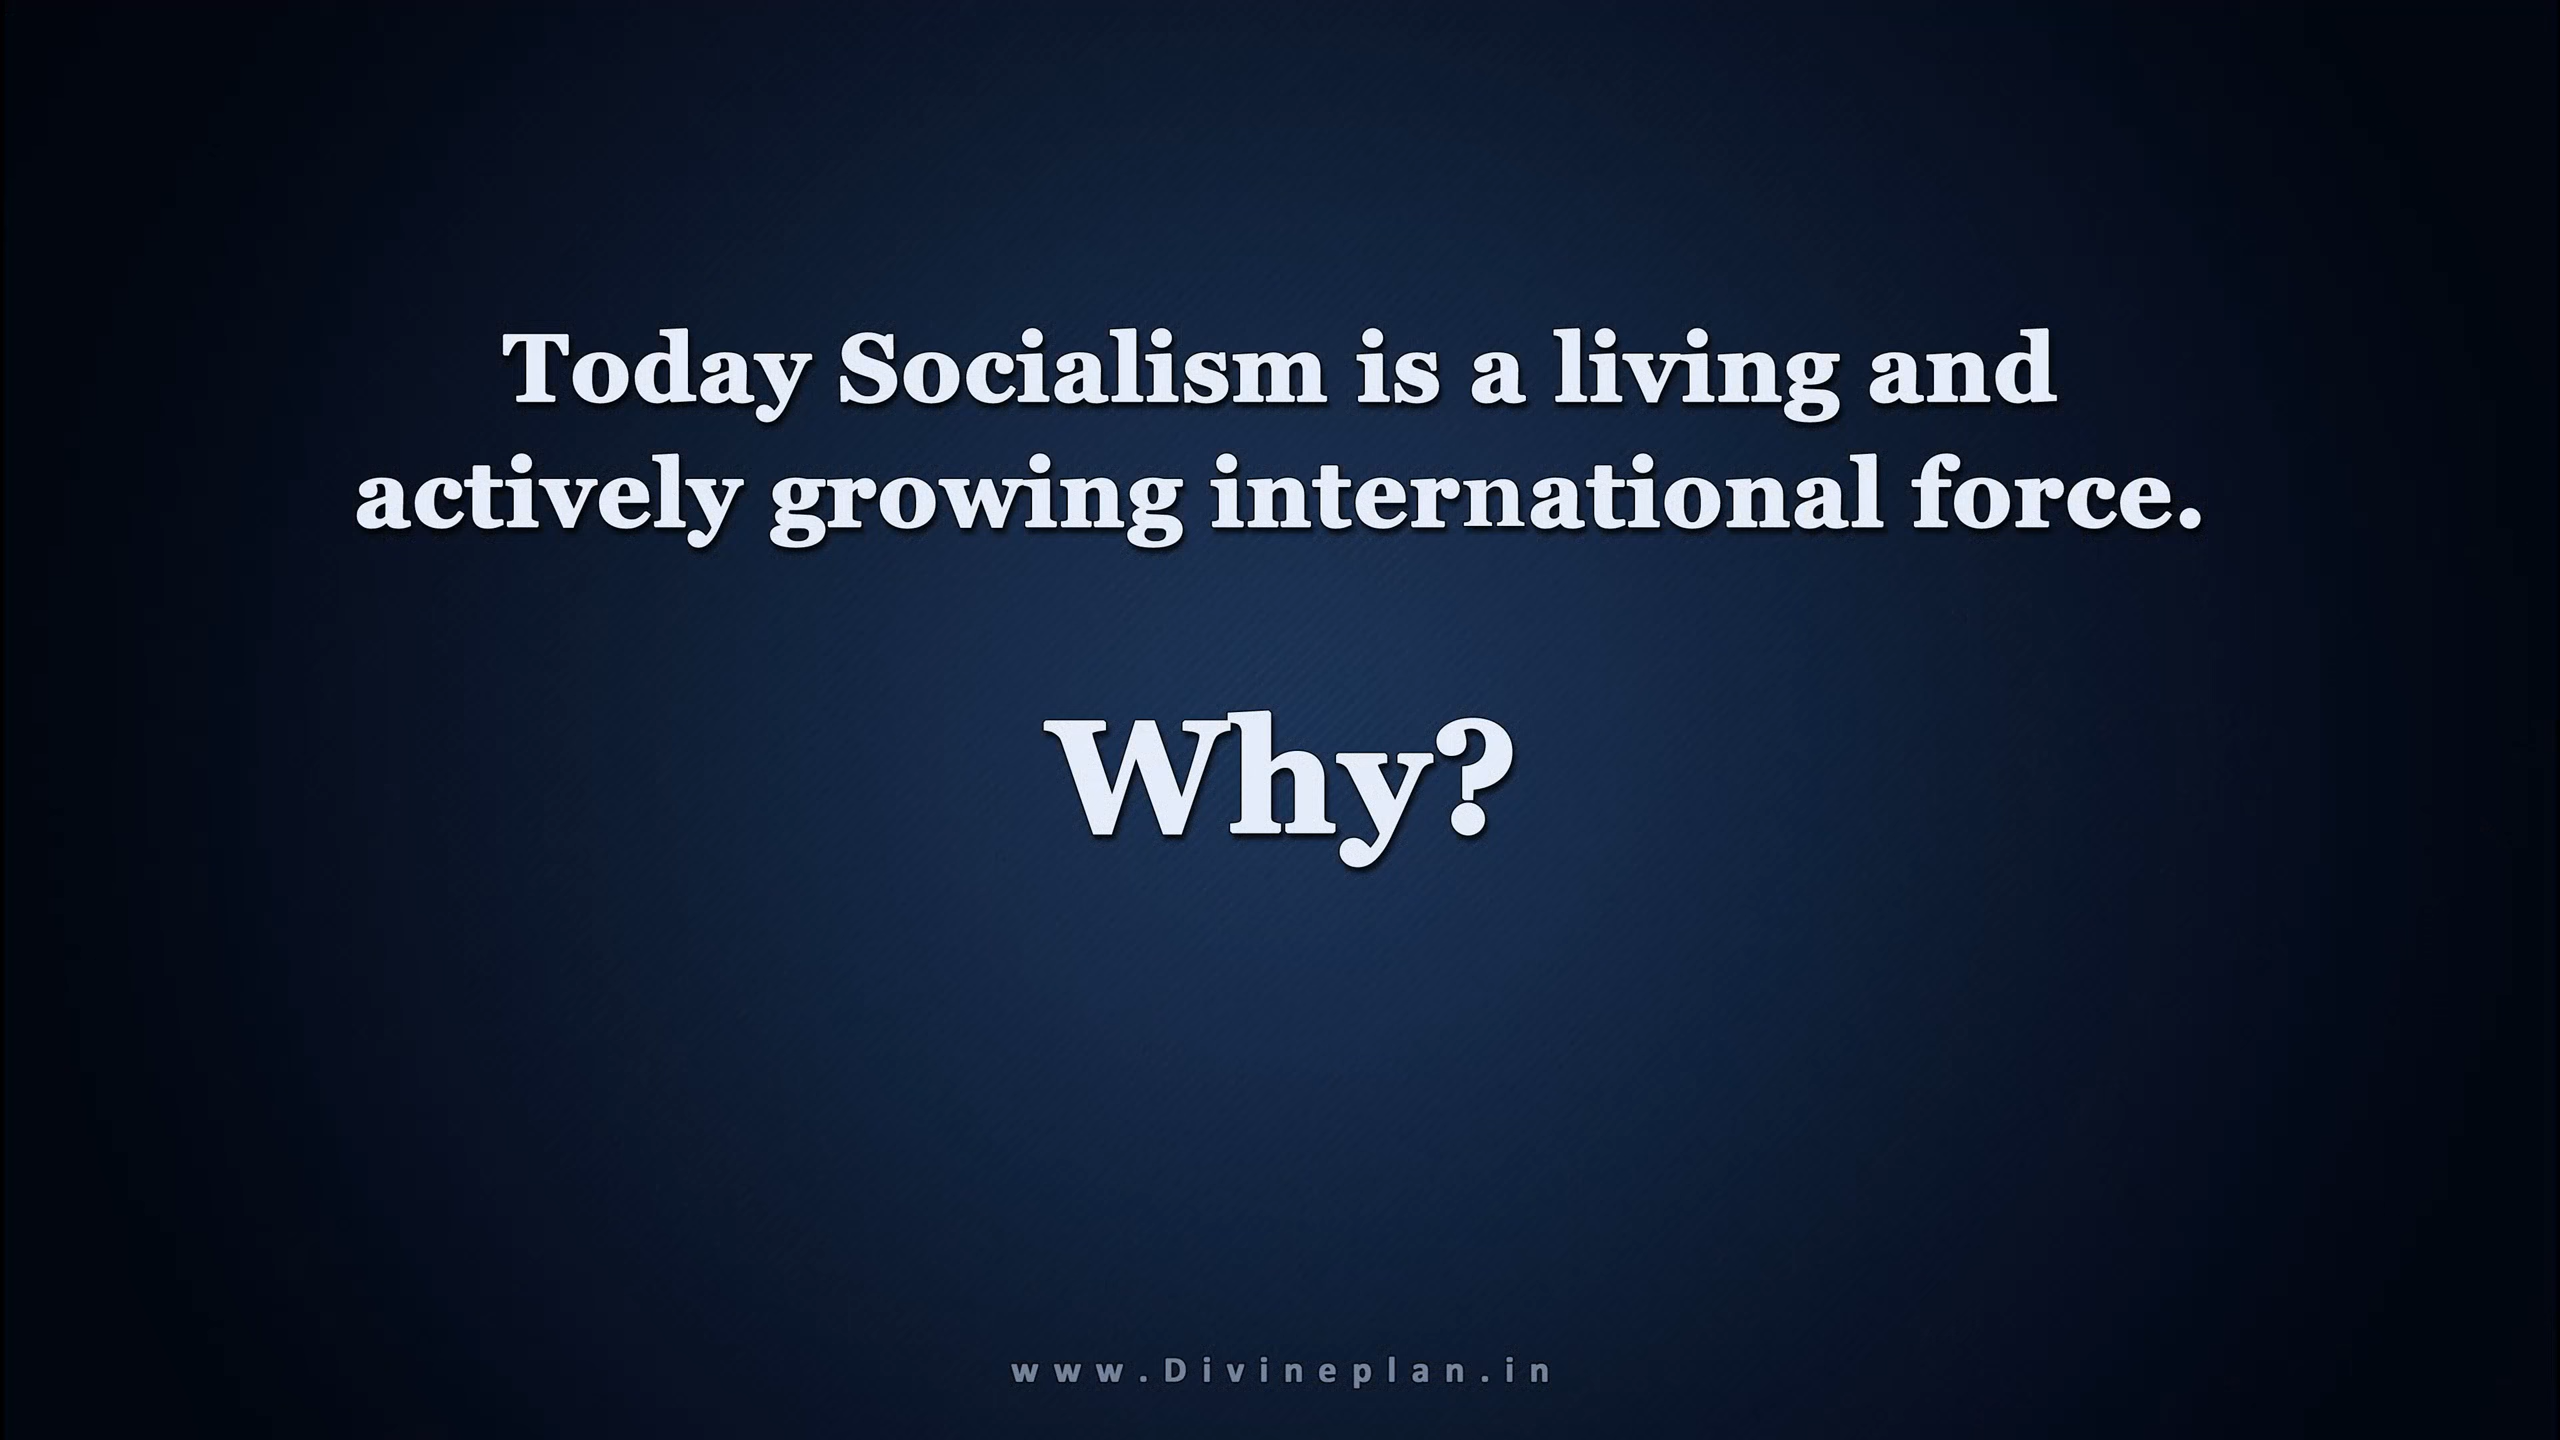 Today Socialism is a living and
actively growing international force.
Why?
www.Divineplan.in